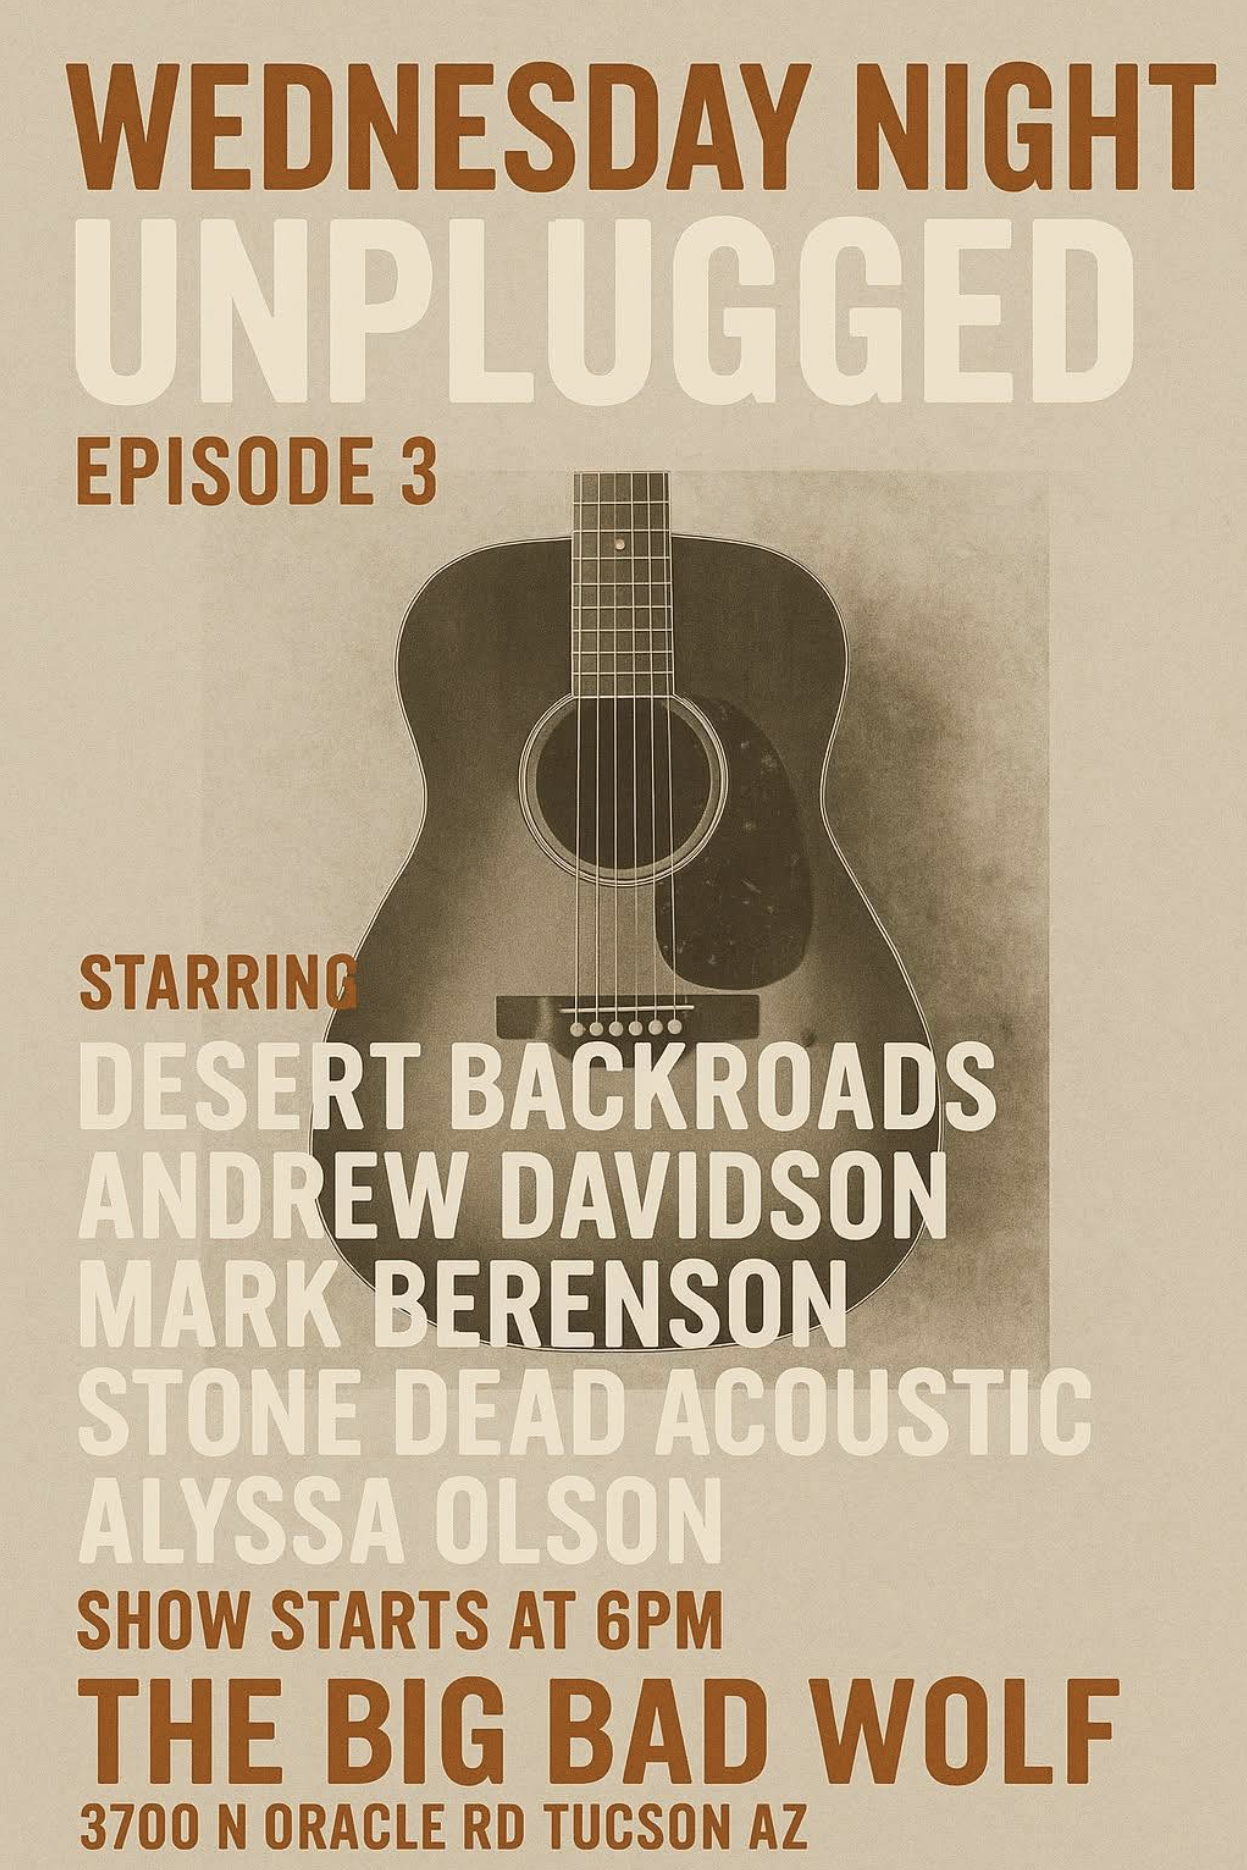 WEDNESDAY NIGHT
UNPLUGGED
EPISODE 3
STARRING
DESERT BACKROADS
ANDREW DAVIDSON
MARK BERENSON
STONE DEAD ACOUSTIC
ALYSSA OLSON
SHOW STARTS AT 6PM
THE BIG BAD WOLF
3700 N ORACLE RD TUCSON AZ